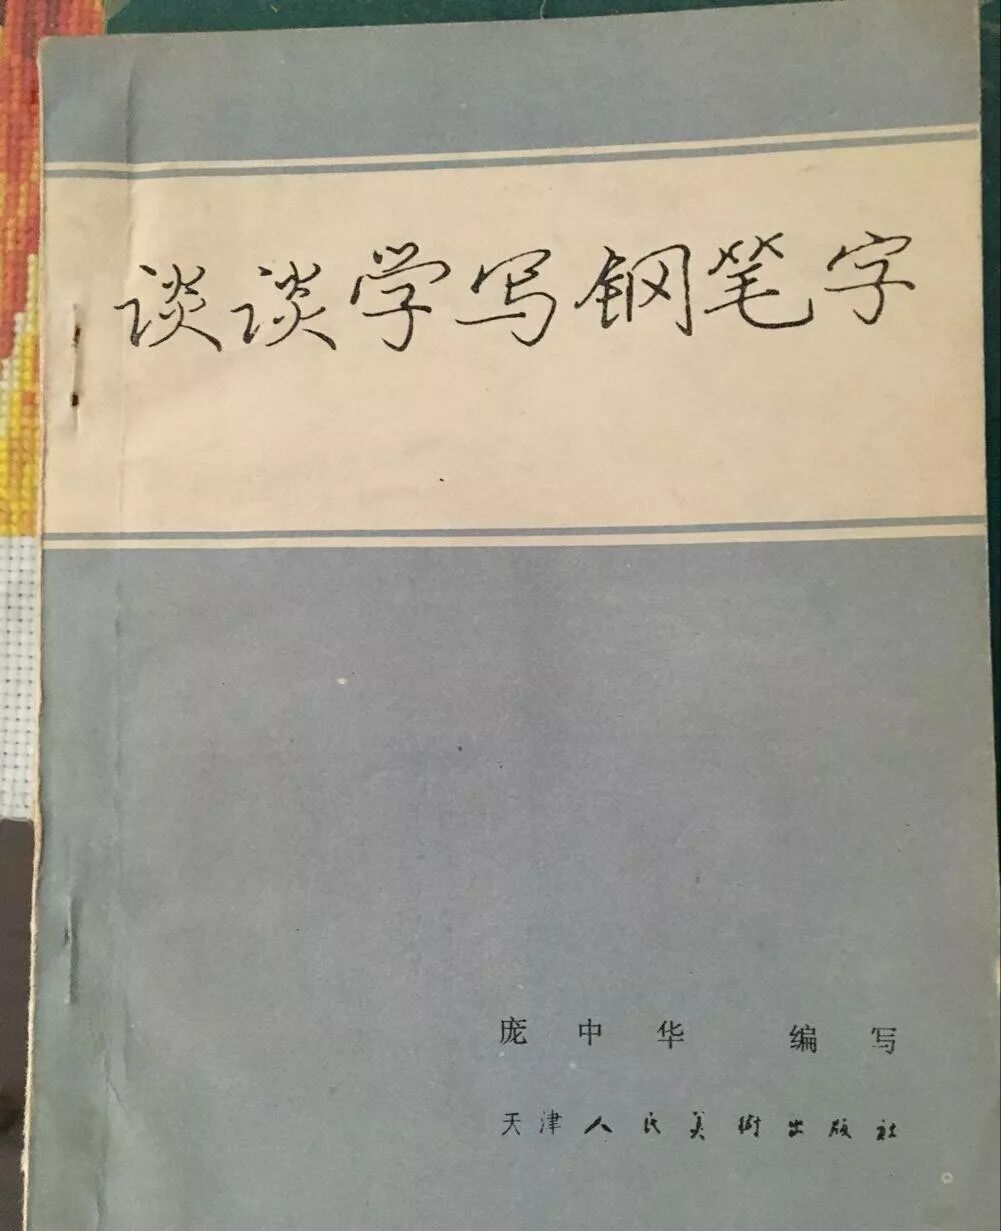 谈谈学写钢笔字
庞中华 编写
天津人民美術出版社